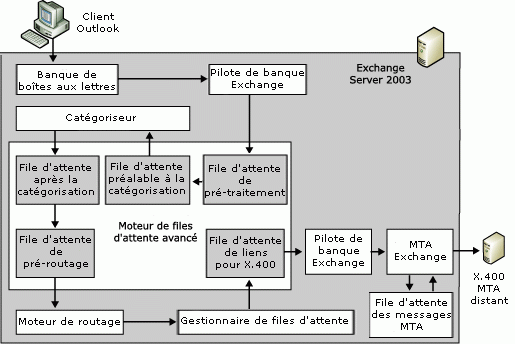 Client
Outlook
Exchange
Server 2003
Banque de
boîtes aux lettres
Pilote de banque
Exchange
Catégoriseur
File d'attente
après la
catégorisation
File d'attente
préalable à la
catégorisation
File d'attente
de
pré-traitement
Moteur de files
d'attente avancé
File d'attente
de
pré-routage
File d'attente
de liens
pour X.400
Pilote de
banque
Exchange
MTA
Exchange
X.400
MTA
distant
File d'attente
des messages
MTA
Moteur de routage
Gestionnaire de files d'attente